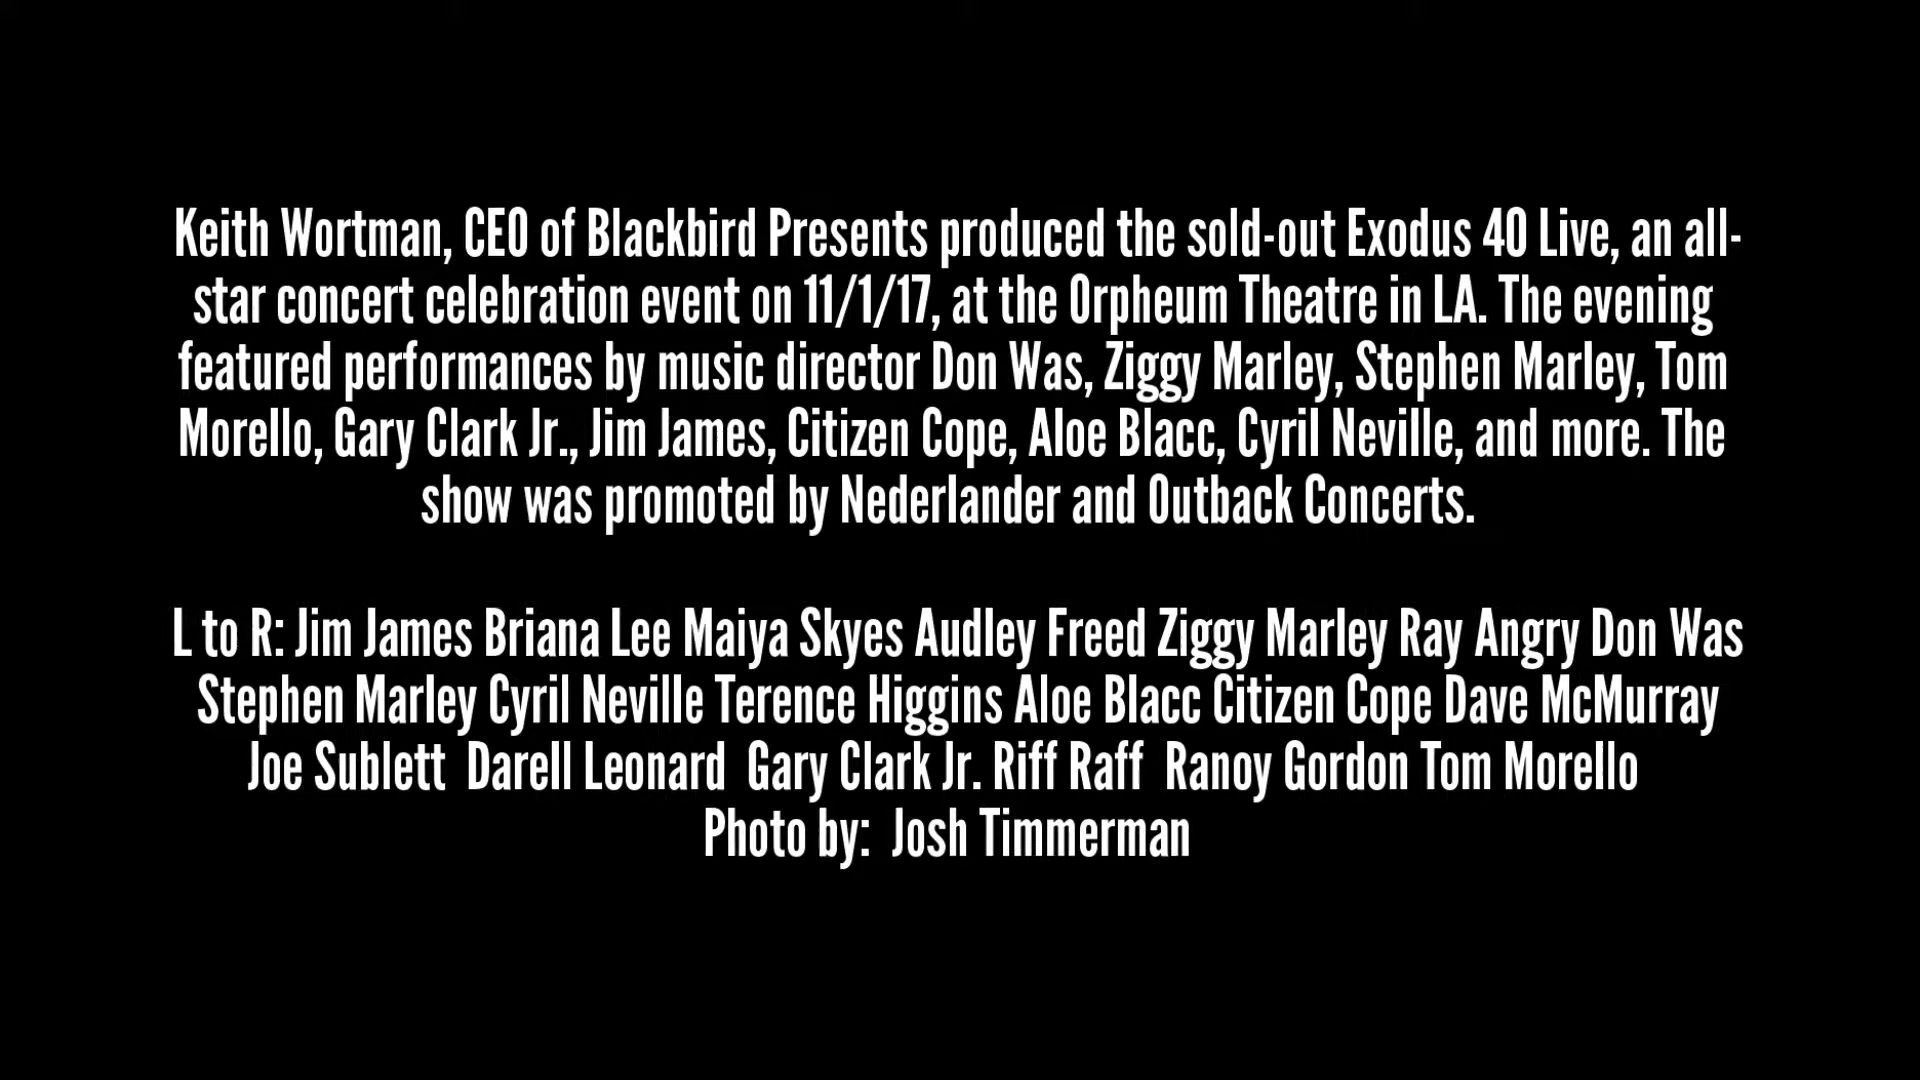 Keith Wortman, CEO of Blackbird Presents produced the sold-out Exodus 40 Live, an all-
star concert celebration event on 11/1/17, at the Orpheum Theatre in LA. The evening
featured performances by music director Don Was, Ziggy Marley, Stephen Marley, Tom
Morello, Gary Clark Jr., Jim James, Citizen Cope, Aloe Blacc, Cyril Neville, and more. The
show was promoted by Nederlander and Outback Concerts.
L to R: Jim James Briana Lee Maiya Skyes Audley Freed Ziggy Marley Ray Angry Don Was
Stephen Marley Cyril Neville Terence Higgins Aloe Blacc Citizen Cope Dave McMurray
Joe Sublett  Darell Leonard  Gary Clark Jr. Riff Raff  Ranoy Gordon Tom Morello
Photo by:  Josh Timmerman